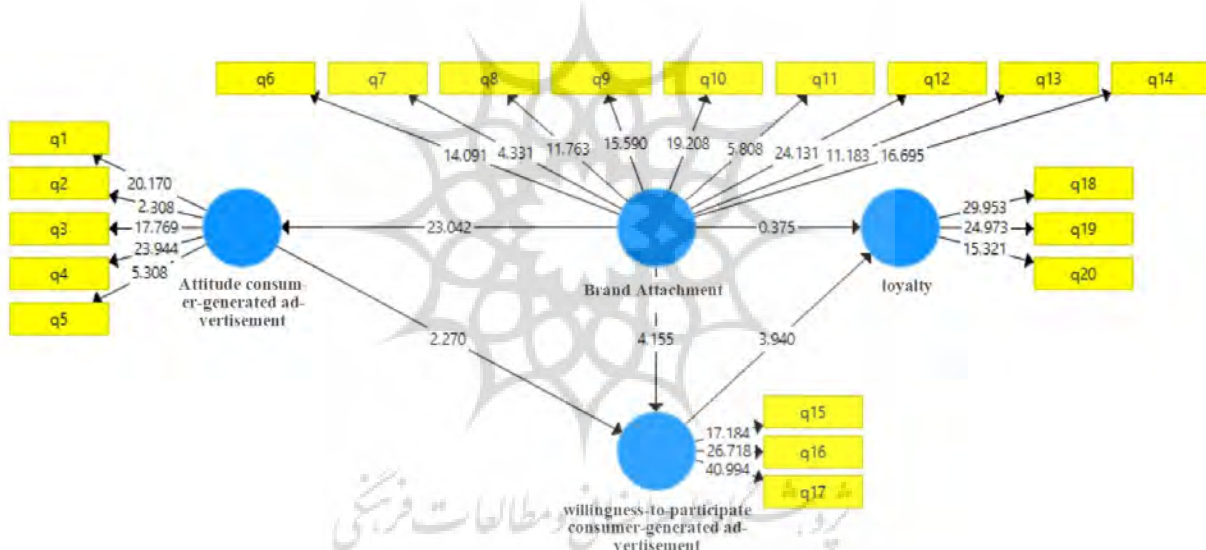 q6 q7 q8 q9 q10 q11 q12 q13 q14
14.091 4.331 11.763 15.590 19.208 5.808 24.131 11.183 16.695
q1
q2
q3
q4
q5
20.170
2.308
17.769
23.944
5.308
Attitude consum-
er-generated ad-
vertisement
23.042
Brand Attachment
0.375
loyalty
29.953
24.973
15.321
q18
q19
q20
2.270
4.155
3.940
17.184
26.718
40.994
q15
q16
q17
willingness-to-participate
consumer-generated ad-
vertisement
و مطالعات فرهنگی